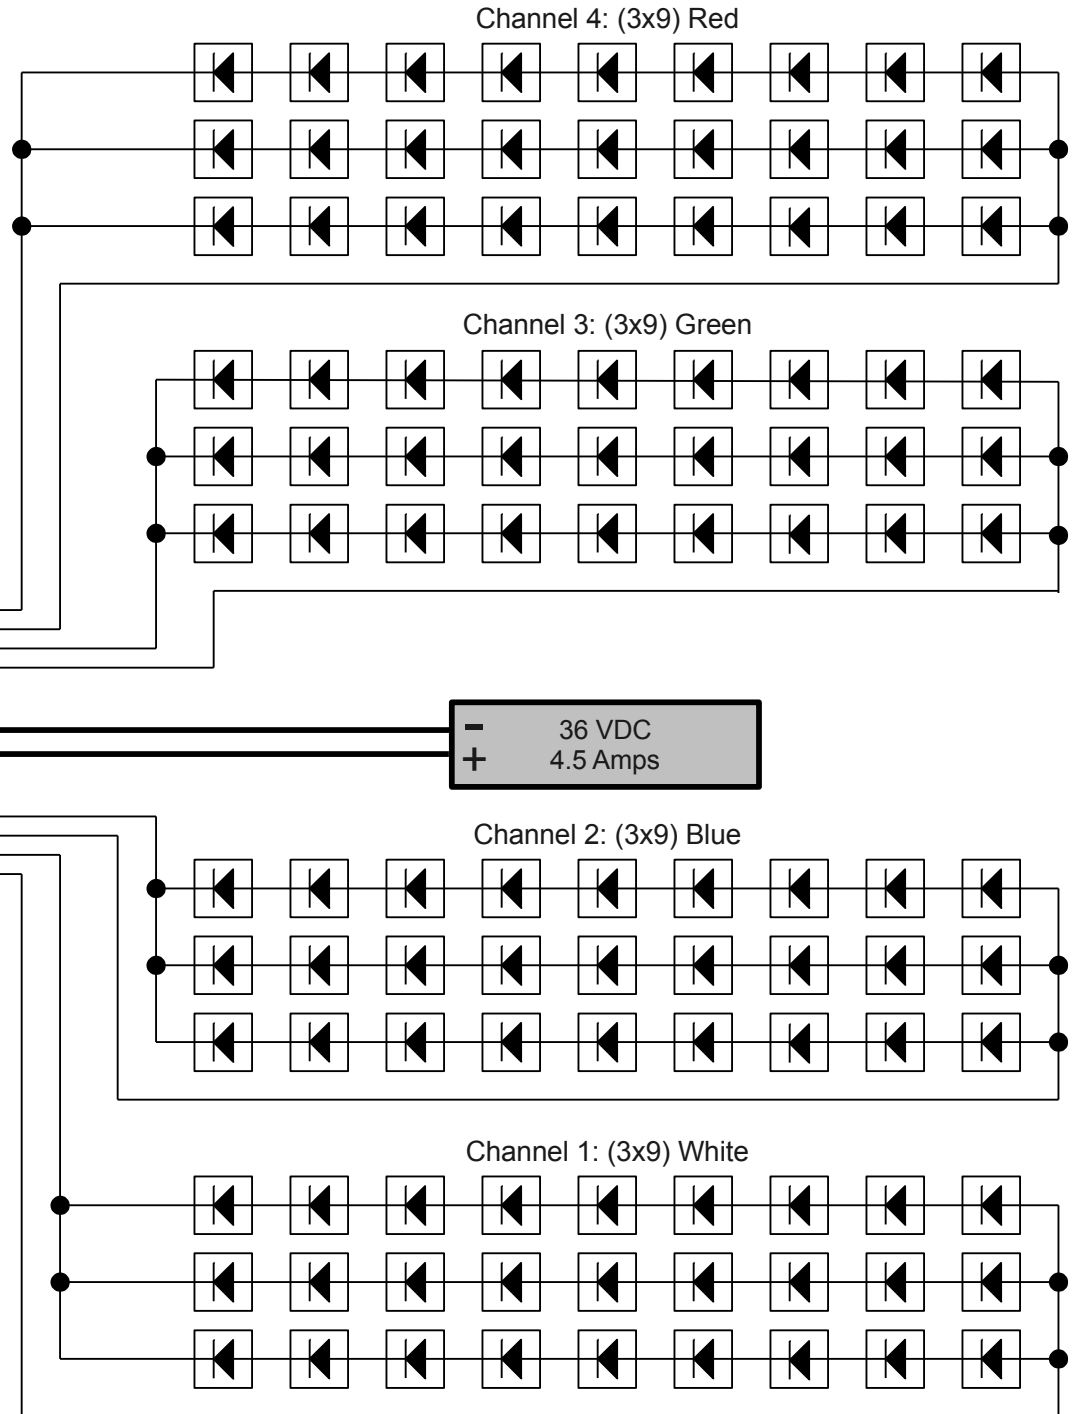 Channel 4: (3x9) Red
Channel 3: (3x9) Green
- 36 VDC
+ 4.5 Amps
Channel 2: (3x9) Blue
Channel 1: (3x9) White